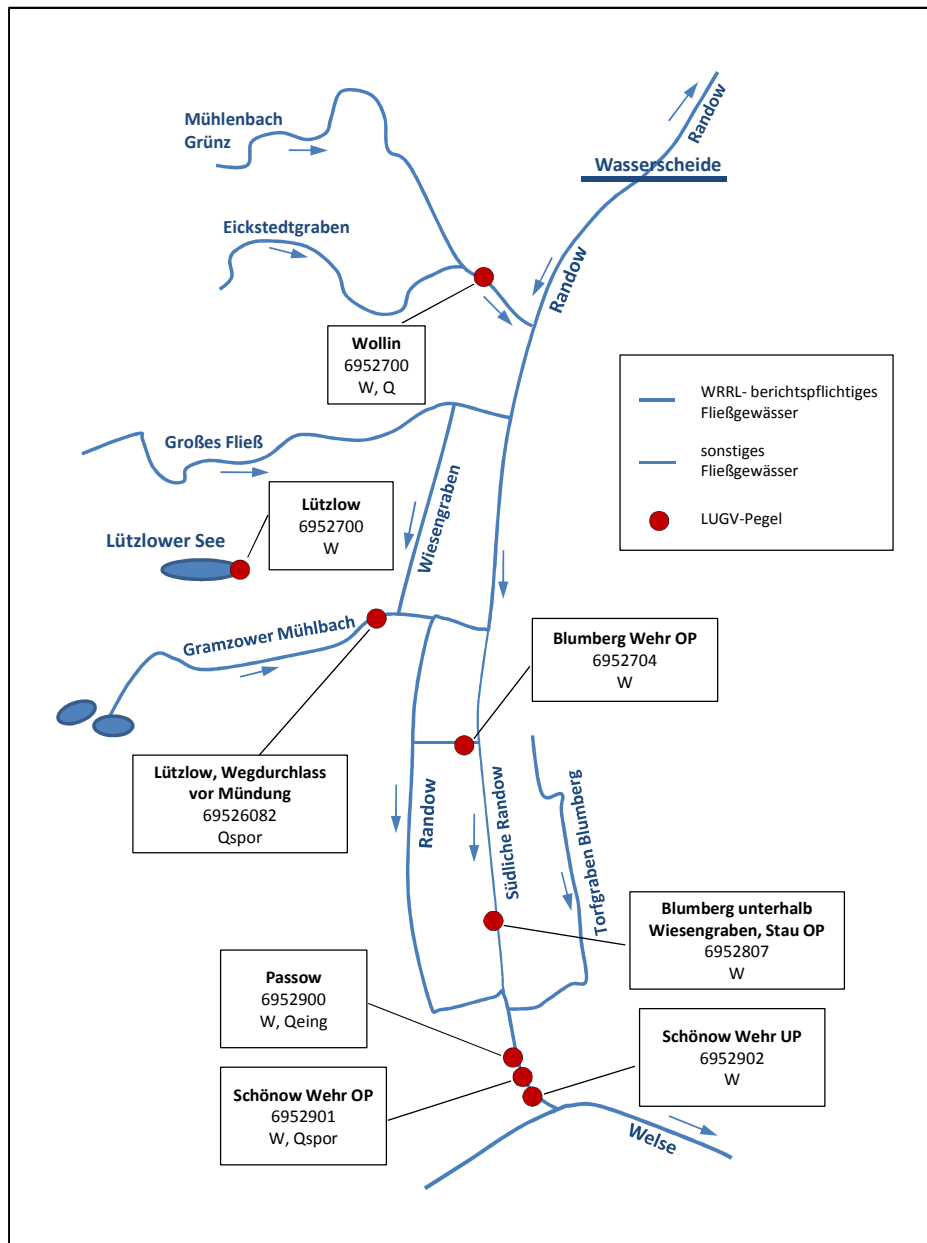 Mühlenbach
Grünz
Randow
Wasserscheide
Eickstedtgraben
Randow
Wollin
6952700
W, Q
WRRL- berichtspflichtiges
Fließgewässer
sonstiges
Fließgewässer
LUGV-Pegel
Großes Fließ
Wiesengraben
Lützlow
6952700
W
Lützlower See
Gramzower Mühlbach
Blumberg Wehr OP
6952704
W
Lützlow, Wegdurchlass
vor Mündung
69526082
Qspor
Randow
Südliche Randow
Torfgraben Blumberg
Blumberg unterhalb
Wiesengraben, Stau OP
6952807
W
Passow
6952900
W, Qeing
Schönow Wehr UP
6952902
W
Schönow Wehr OP
6952901
W, Qspor
Welse